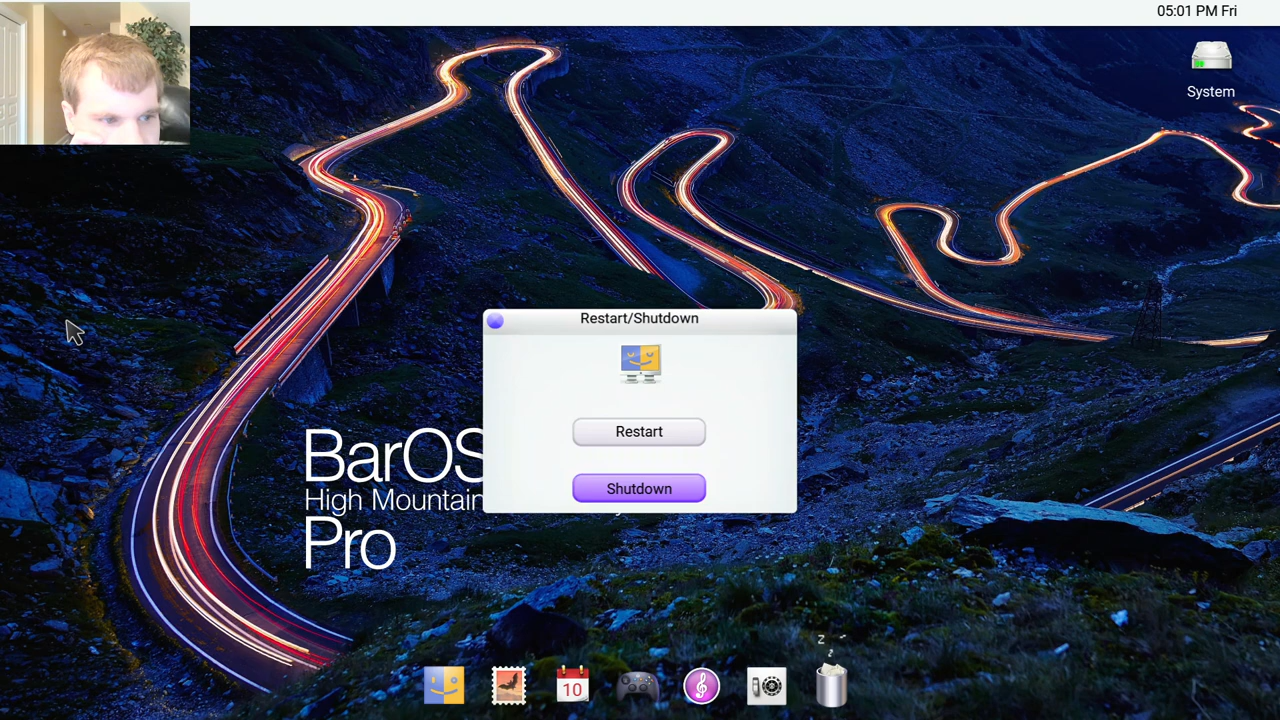 05:01 PM Fri
System
Restart/Shutdown
Restart
Shutdown
BarOS
High Mountain
Pro
10
z
z